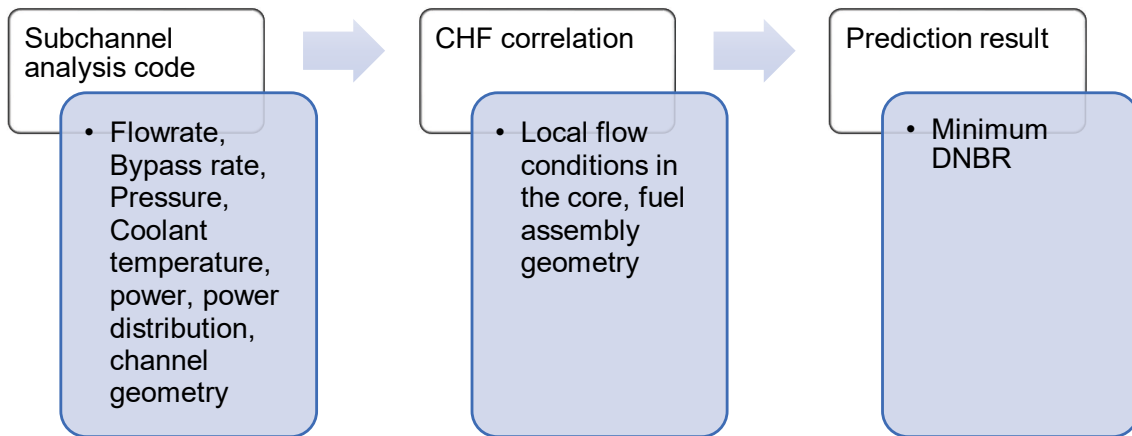 Subchannel
analysis code
• Flowrate,
Bypass rate,
Pressure,
Coolant
temperature,
power, power
distribution,
channel
geometry
CHF correlation
• Local flow
conditions in
the core, fuel
assembly
geometry
Prediction result
• Minimum
DNBR